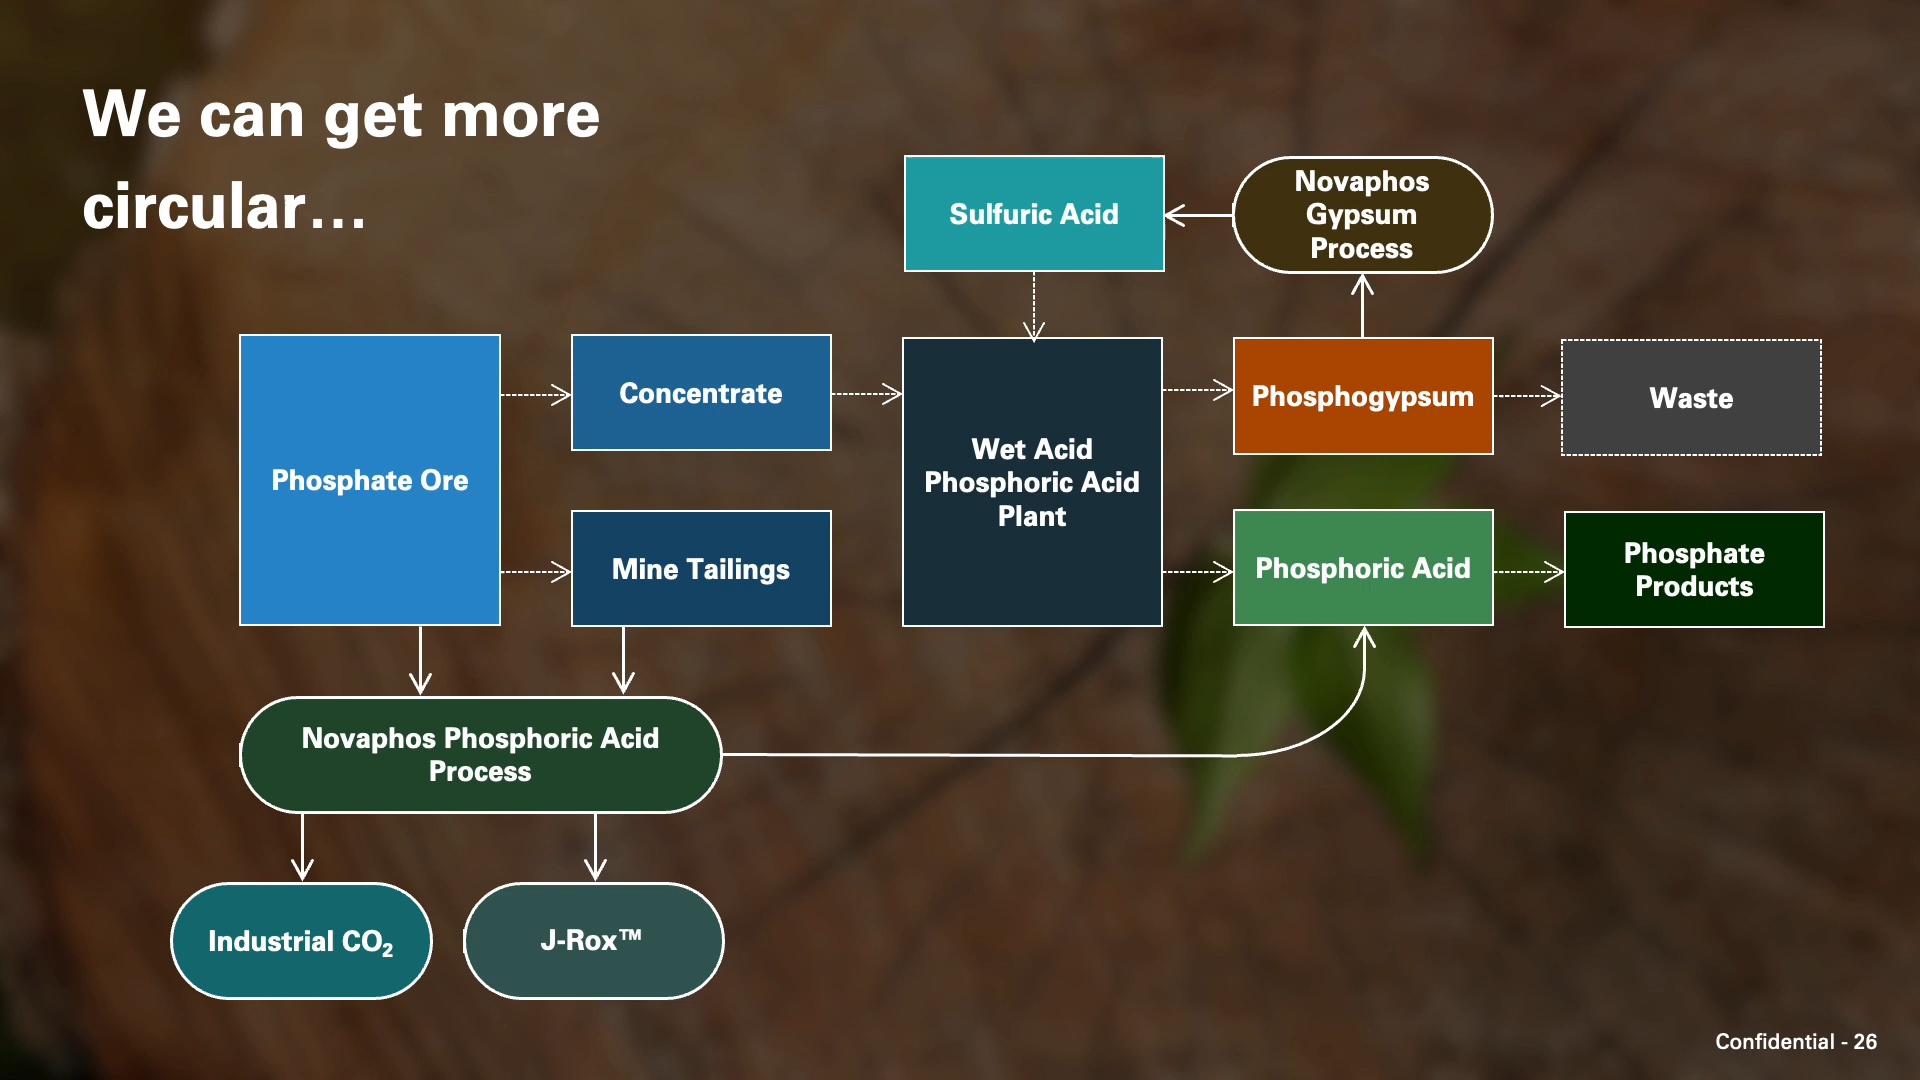 We can get more
circular…
Sulfuric Acid
Novaphos
Gypsum
Process
Phosphate Ore
Concentrate
Mine Tailings
Wet Acid
Phosphoric Acid
Plant
Phosphogypsum
Waste
Phosphoric Acid
Phosphate
Products
Novaphos Phosphoric Acid
Process
Industrial CO₂
J-Rox™
Confidential - 26